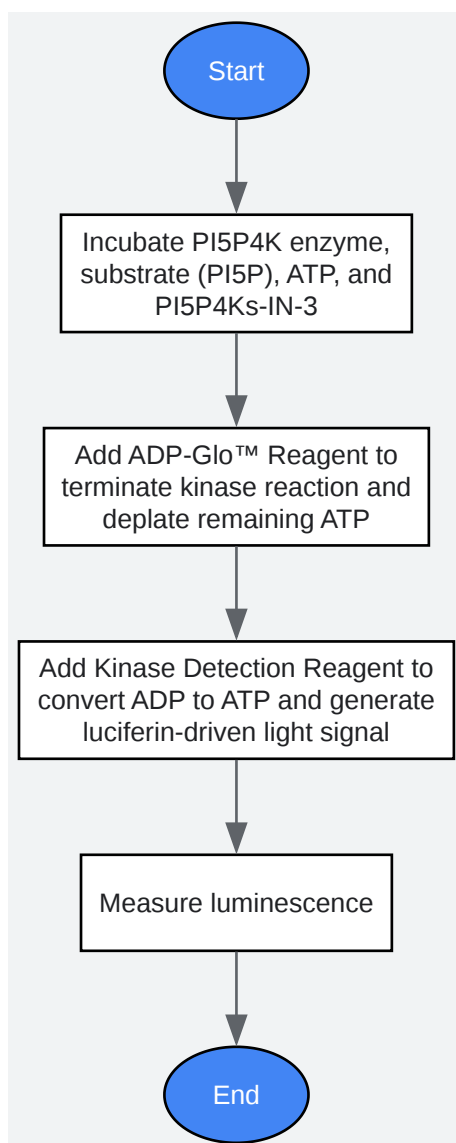 Start
Incubate PI5P4K enzyme,
substrate (PI5P), ATP, and
PI5P4Ks-IN-3
Add ADP-Glo™ Reagent to
terminate kinase reaction and
deplate remaining ATP
Add Kinase Detection Reagent to
convert ADP to ATP and generate
luciferin-driven light signal
Measure luminescence
End